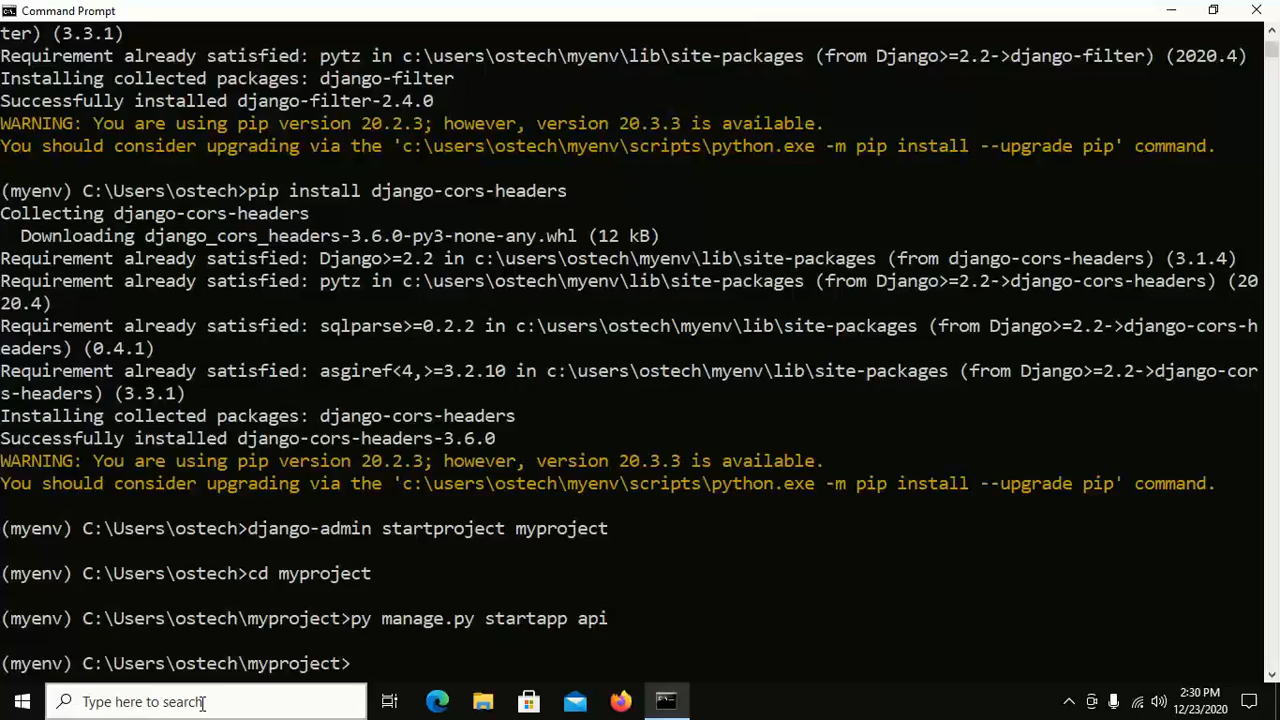 Command Prompt
ter) (3.3.1)
Requirement already satisfied: pytz in c:\users\ostech\myenv\lib\site-packages (from Django>=2.2->django-filter) (2020.4)
Installing collected packages: django-filter
Successfully installed django-filter-2.4.0
WARNING: You are using pip version 20.2.3; however, version 20.3.3 is available.
You should consider upgrading via the 'c:\users\ostech\myenv\scripts\python.exe -m pip install --upgrade pip' command.
(myenv) C:\Users\ostech>pip install django-cors-headers
Collecting django-cors-headers
Downloading django_cors_headers-3.6.0-py3-none-any.whl (12 kB)
Requirement already satisfied: Django>=2.2 in c:\users\ostech\myenv\lib\site-packages (from django-cors-headers) (3.1.4)
Requirement already satisfied: pytz in c:\users\ostech\myenv\lib\site-packages (from Django>=2.2->django-cors-headers) (20
20.4)
Requirement already satisfied: sqlparse>=0.2.2 in c:\users\ostech\myenv\lib\site-packages (from Django>=2.2->django-cors-h
eaders) (0.4.1)
Requirement already satisfied: asgiref<4,>=3.2.10 in c:\users\ostech\myenv\lib\site-packages (from Django>=2.2->django-cor
s-headers) (3.3.1)
Installing collected packages: django-cors-headers
Successfully installed django-cors-headers-3.6.0
WARNING: You are using pip version 20.2.3; however, version 20.3.3 is available.
You should consider upgrading via the 'c:\users\ostech\myenv\scripts\python.exe -m pip install --upgrade pip' command.
(myenv) C:\Users\ostech>django-admin startproject myproject
(myenv) C:\Users\ostech>cd myproject
(myenv) C:\Users\ostech\myproject>py manage.py startapp api
(myenv) C:\Users\ostech\myproject>
Type here to search
2:30 PM
12/23/2020